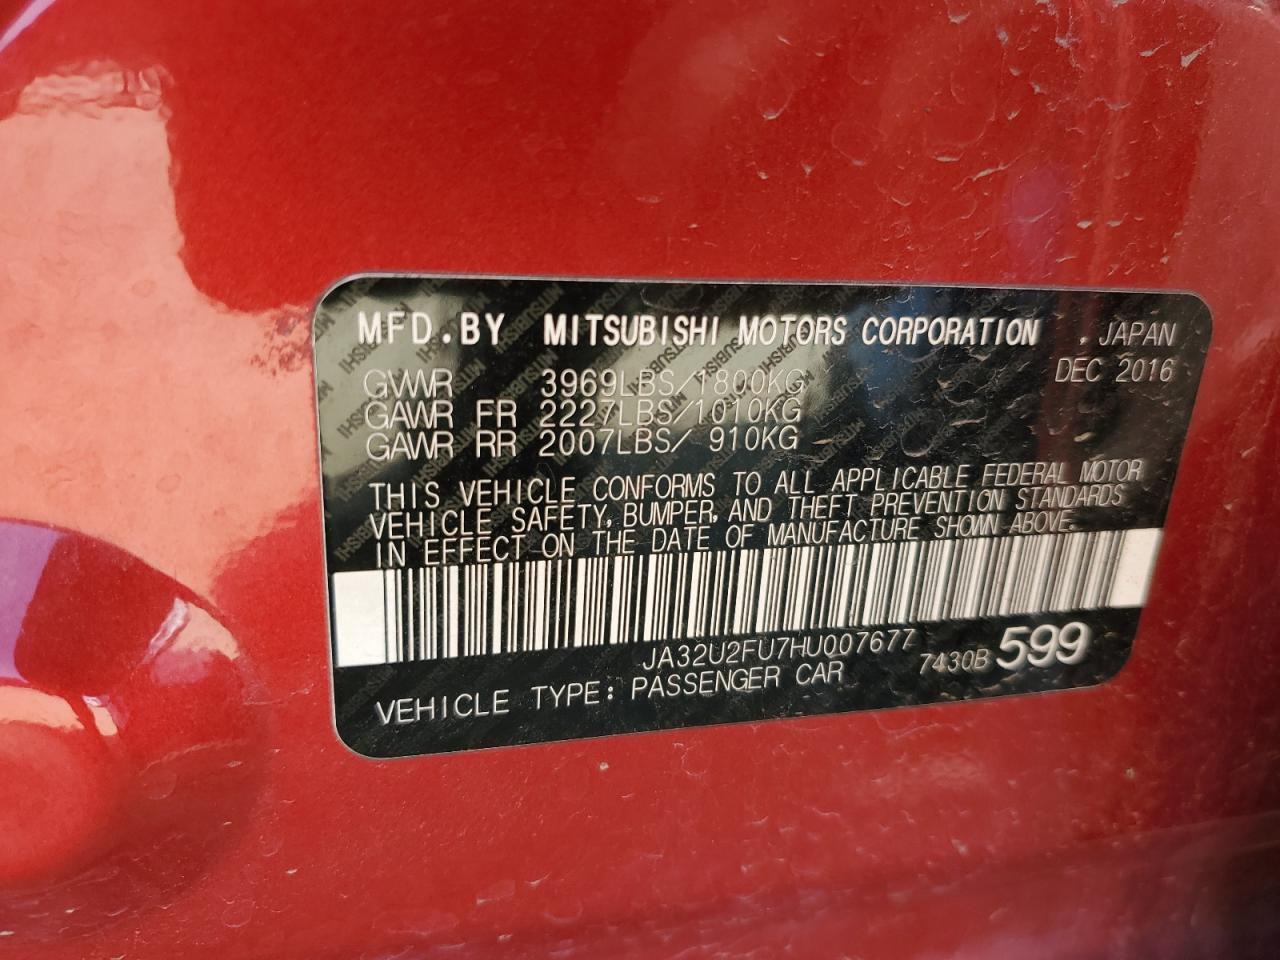 MFD.BY MITSUBISHI MOTORS CORPORATION , JAPAN
DEC 2016
GVWR 3969LBS/1800KG
GAWR FR 2227LBS/1010KG
GAWR RR 2007LBS/ 910KG
THIS VEHICLE CONFORMS TO ALL APPLICABLE FEDERAL MOTOR
VEHICLE SAFETY, BUMPER, AND THEFT PREVENTION STANDARDS
IN EFFECT ON THE DATE OF MANUFACTURE SHOWN ABOVE.
JA32U2FU7HU007677
7430B 599
VEHICLE TYPE: PASSENGER CAR